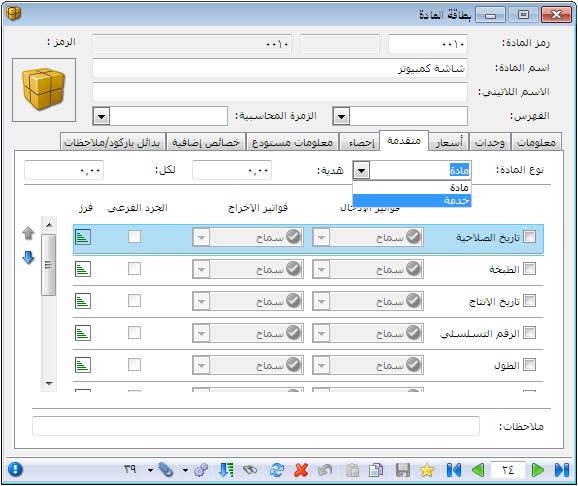 بطاقة المادة
رمز المادة: ٠٠١٠ ٠٠١٠ الرمز :
اسم المادة: شاشة كمبيوتر
الاسم اللاتيني:
الفهرس: الزمرة المحاسبية:
معلومات وحدات أسعار متقدمة إحصاء معلومات مستودع خصائص إضافية بدائل باركود/ملاحظات
نوع المادة: مادة هدية: ٠,٠٠ لكل: ٠,٠٠
مادة
خدمة
فواتير الإدخال فواتير الإخراج الجرد الفرعي فرز
تاريخ الصلاحية سماح سماح
الطبخة سماح سماح
تاريخ الإنتاج سماح سماح
الرقم التسلسلي سماح سماح
الطول سماح سماح
ملاحظات:
٢٤ ٣٩